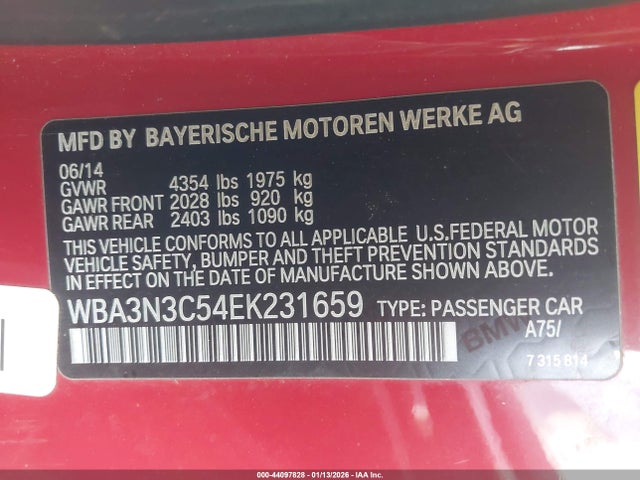 MFD BY BAYERISCHE MOTOREN WERKE AG
06/14
GVWR 4354 lbs 1975 kg
GAWR FRONT 2028 lbs 920 kg
GAWR REAR 2403 lbs 1090 kg
THIS VEHICLE CONFORMS TO ALL APPLICABLE U.S.FEDERAL MOTOR
VEHICLE SAFETY, BUMPER AND THEFT PREVENTION STANDARDS
IN EFFECT ON THE DATE OF MANUFACTURE SHOWN ABOVE.
WBA3N3C54EK231659 TYPE: PASSENGER CAR
A75/
BMW
7 315 814
000-44097828 - 01/13/2026 - IAA Inc.